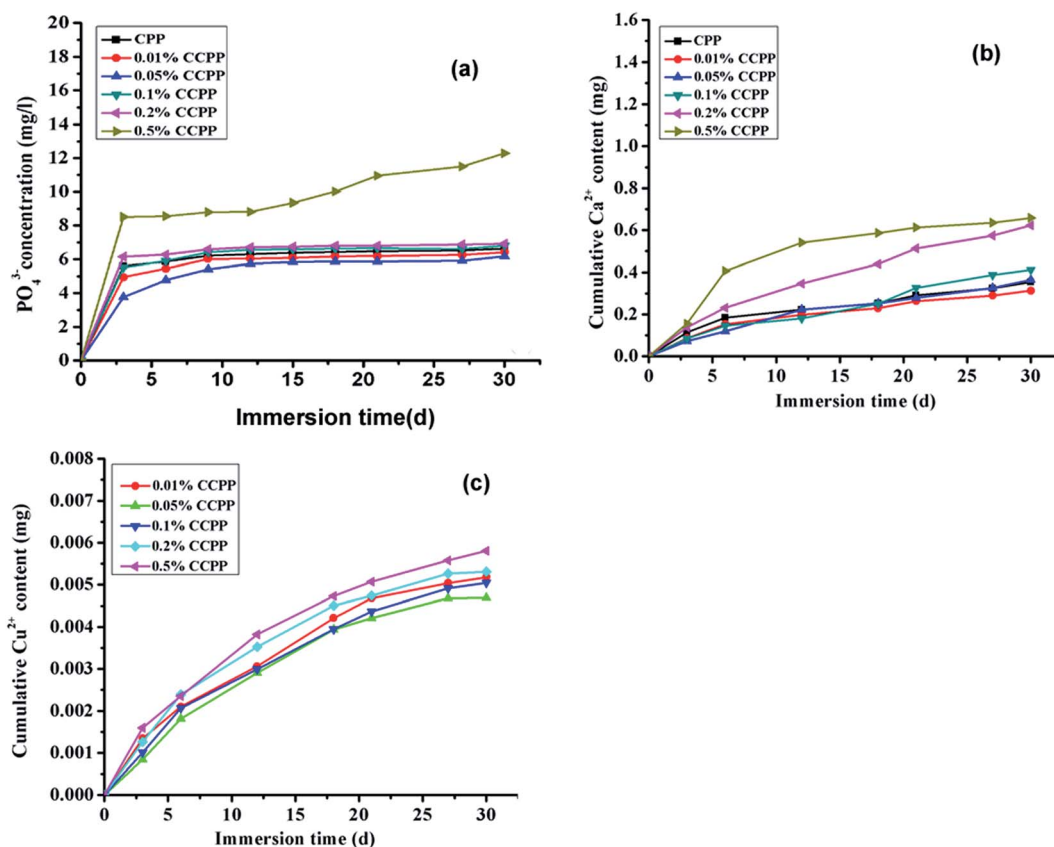 (a)
CPP
0.01% CCPP
0.05% CCPP
0.1% CCPP
0.2% CCPP
0.5% CCPP
PO₄³⁻ concentration (mg/l)
20
18
16
14
12
10
8
6
4
2
0
0 5 10 15 20 25 30
Immersion time(d)
(b)
CPP
0.01% CCPP
0.05% CCPP
0.1% CCPP
0.2% CCPP
0.5% CCPP
Cumulative Ca²⁺ content (mg)
1.6
1.4
1.2
1.0
0.8
0.6
0.4
0.2
0.0
0 5 10 15 20 25 30
Immersion time (d)
(c)
0.01% CCPP
0.05% CCPP
0.1% CCPP
0.2% CCPP
0.5% CCPP
Cumulative Cu²⁺ content (mg)
0.008
0.007
0.006
0.005
0.004
0.003
0.002
0.001
0.000
0 5 10 15 20 25 30
Immersion time (d)